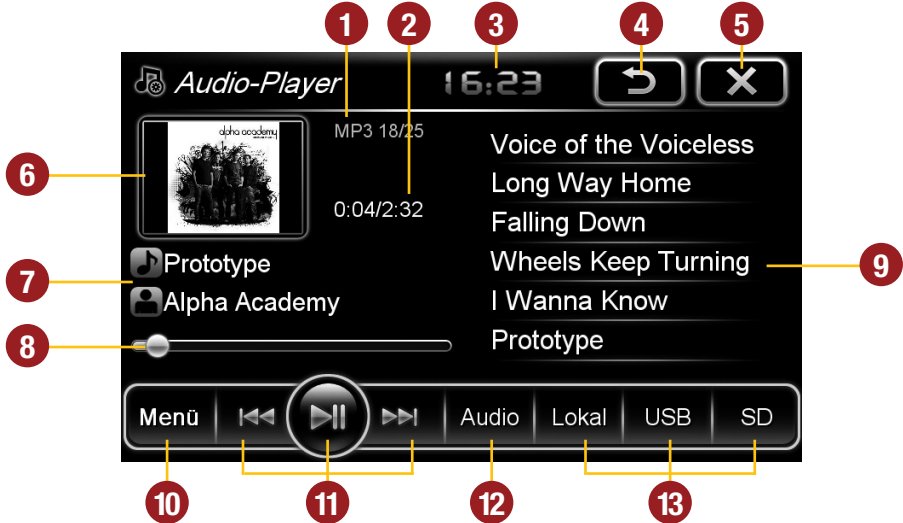 1 2 3 4 5
Audio-Player 16:23
alpha academy
MP3 18/25
0:04/2:32
6
Prototype
Alpha Academy
7
8
Voice of the Voiceless
Long Way Home
Falling Down
Wheels Keep Turning
I Wanna Know
Prototype
9
Menü Audio Lokal USB SD
10 11 12 13